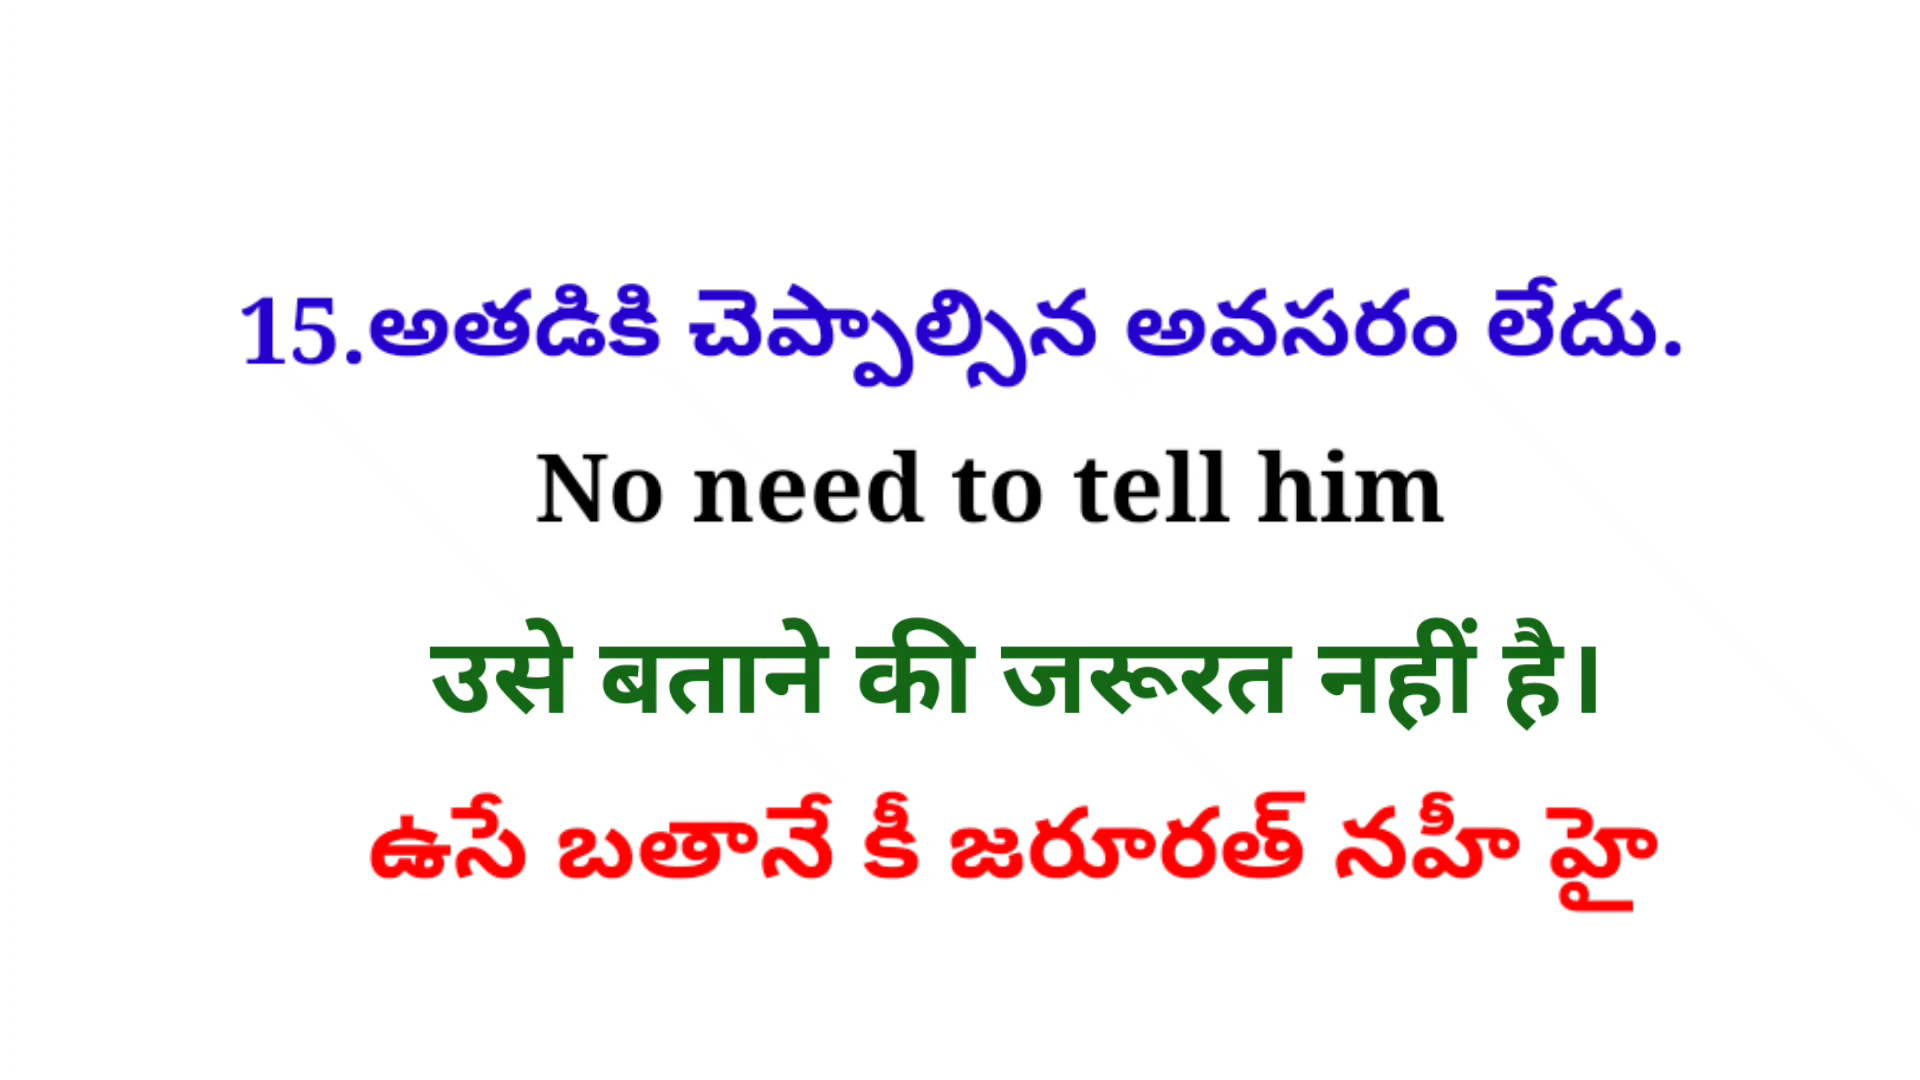 15.అతడికి చెప్పాల్సిన అవసరం లేదు.
No need to tell him
उसे बताने की जरूरत नहीं है।
ఉసే బతానే కీ జరూరత్ నహీ హై